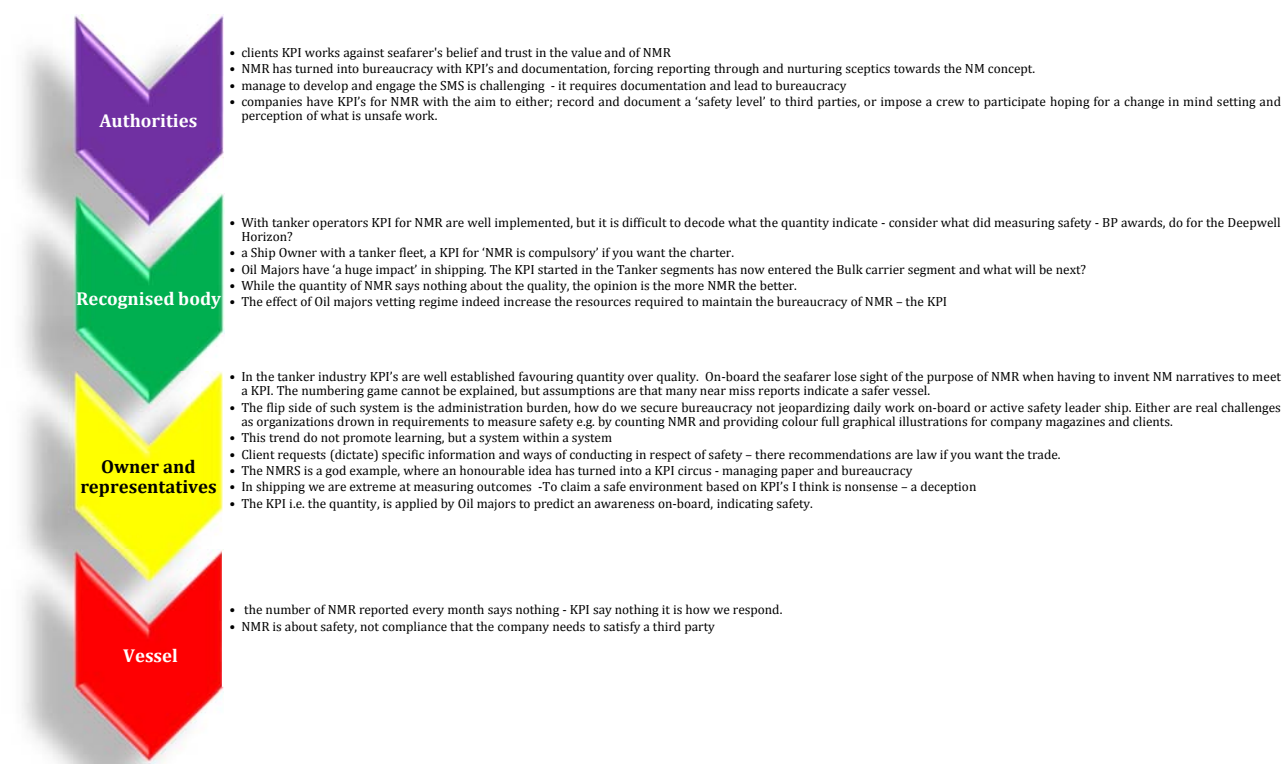 Authorities
• clients KPI works against seafarer's belief and trust in the value and of NMR
• NMR has turned into bureaucracy with KPI's and documentation, forcing reporting through and nurturing sceptics towards the NM concept.
• manage to develop and engage the SMS is challenging - it requires documentation and lead to bureaucracy
• companies have KPI's for NMR with the aim to either; record and document a 'safety level' to third parties, or impose a crew to participate hoping for a change in mind setting and
perception of what is unsafe work.
Recognised body
• With tanker operators KPI for NMR are well implemented, but it is difficult to decode what the quantity indicate - consider what did measuring safety - BP awards, do for the Deepwell
Horizon?
• a Ship Owner with a tanker fleet, a KPI for 'NMR is compulsory' if you want the charter.
• Oil Majors have 'a huge impact' in shipping. The KPI started in the Tanker segments has now entered the Bulk carrier segment and what will be next?
• While the quantity of NMR says nothing about the quality, the opinion is the more NMR the better.
• The effect of Oil majors vetting regime indeed increase the resources required to maintain the bureaucracy of NMR – the KPI
Owner and
representatives
• In the tanker industry KPI's are well established favouring quantity over quality. On-board the seafarer lose sight of the purpose of NMR when having to invent NM narratives to meet
a KPI. The numbering game cannot be explained, but assumptions are that many near miss reports indicate a safer vessel.
• The flip side of such system is the administration burden, how do we secure bureaucracy not jeopardizing daily work on-board or active safety leader ship. Either are real challenges
as organizations drown in requirements to measure safety e.g. by counting NMR and providing colour full graphical illustrations for company magazines and clients.
• This trend do not promote learning, but a system within a system
• Client requests (dictate) specific information and ways of conducting in respect of safety – there recommendations are law if you want the trade.
• The NMRS is a god example, where an honourable idea has turned into a KPI circus - managing paper and bureaucracy
• In shipping we are extreme at measuring outcomes -To claim a safe environment based on KPI's I think is nonsense – a deception
• The KPI i.e. the quantity, is applied by Oil majors to predict an awareness on-board, indicating safety.
Vessel
• the number of NMR reported every month says nothing - KPI say nothing it is how we respond.
• NMR is about safety, not compliance that the company needs to satisfy a third party